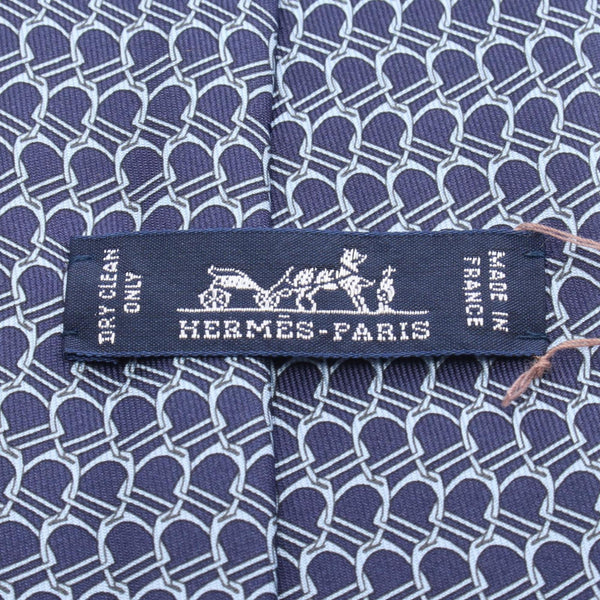 DRY CLEAN
ONLY
HERMÈS-PARIS
MADE IN
FRANCE